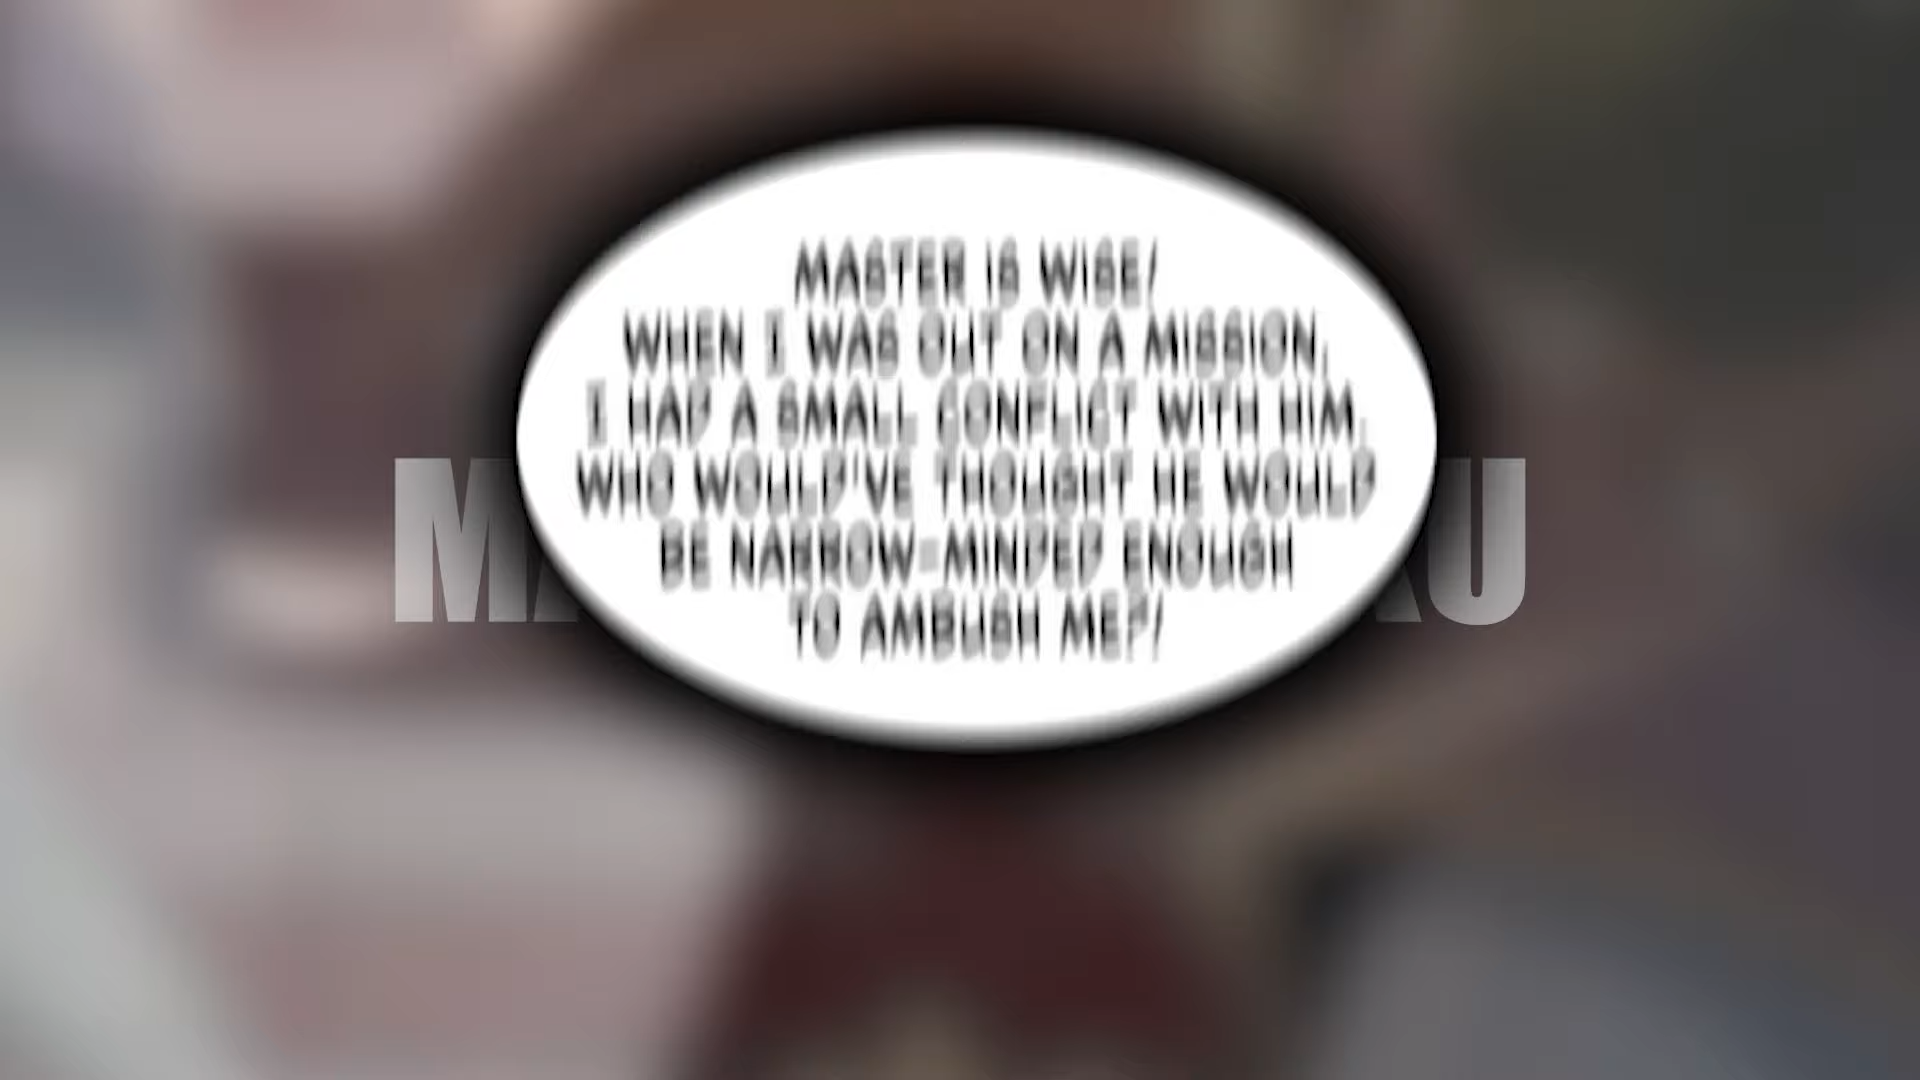 MASTER IS WISE!
WHEN I WAS OUT ON A MISSION,
I HAD A SMALL CONFLICT WITH HIM.
WHO WOULD'VE THOUGHT HE WOULD
BE NARROW-MINDED ENOUGH
TO AMBUSH ME?!